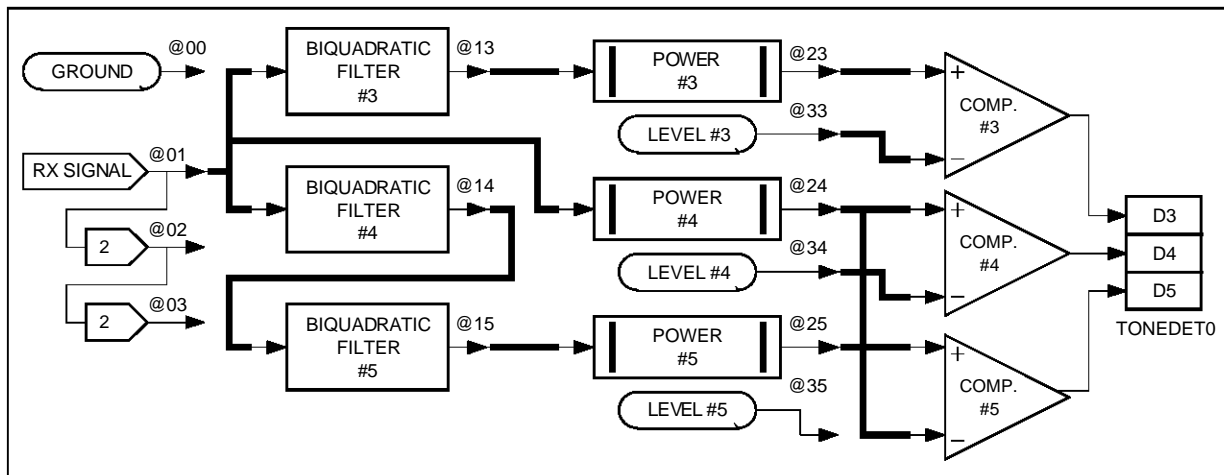 @00
GROUND
BIQUADRATIC
FILTER
#3
@13
POWER
#3
@23
COMP.
#3
+
−
LEVEL #3
@33
RX SIGNAL
@01
BIQUADRATIC
FILTER
#4
@14
POWER
#4
@24
COMP.
#4
+
−
LEVEL #4
@34
2
@02
2
@03
BIQUADRATIC
FILTER
#5
@15
POWER
#5
@25
COMP.
#5
+
−
LEVEL #5
@35
D3
D4
D5
TONEDET0